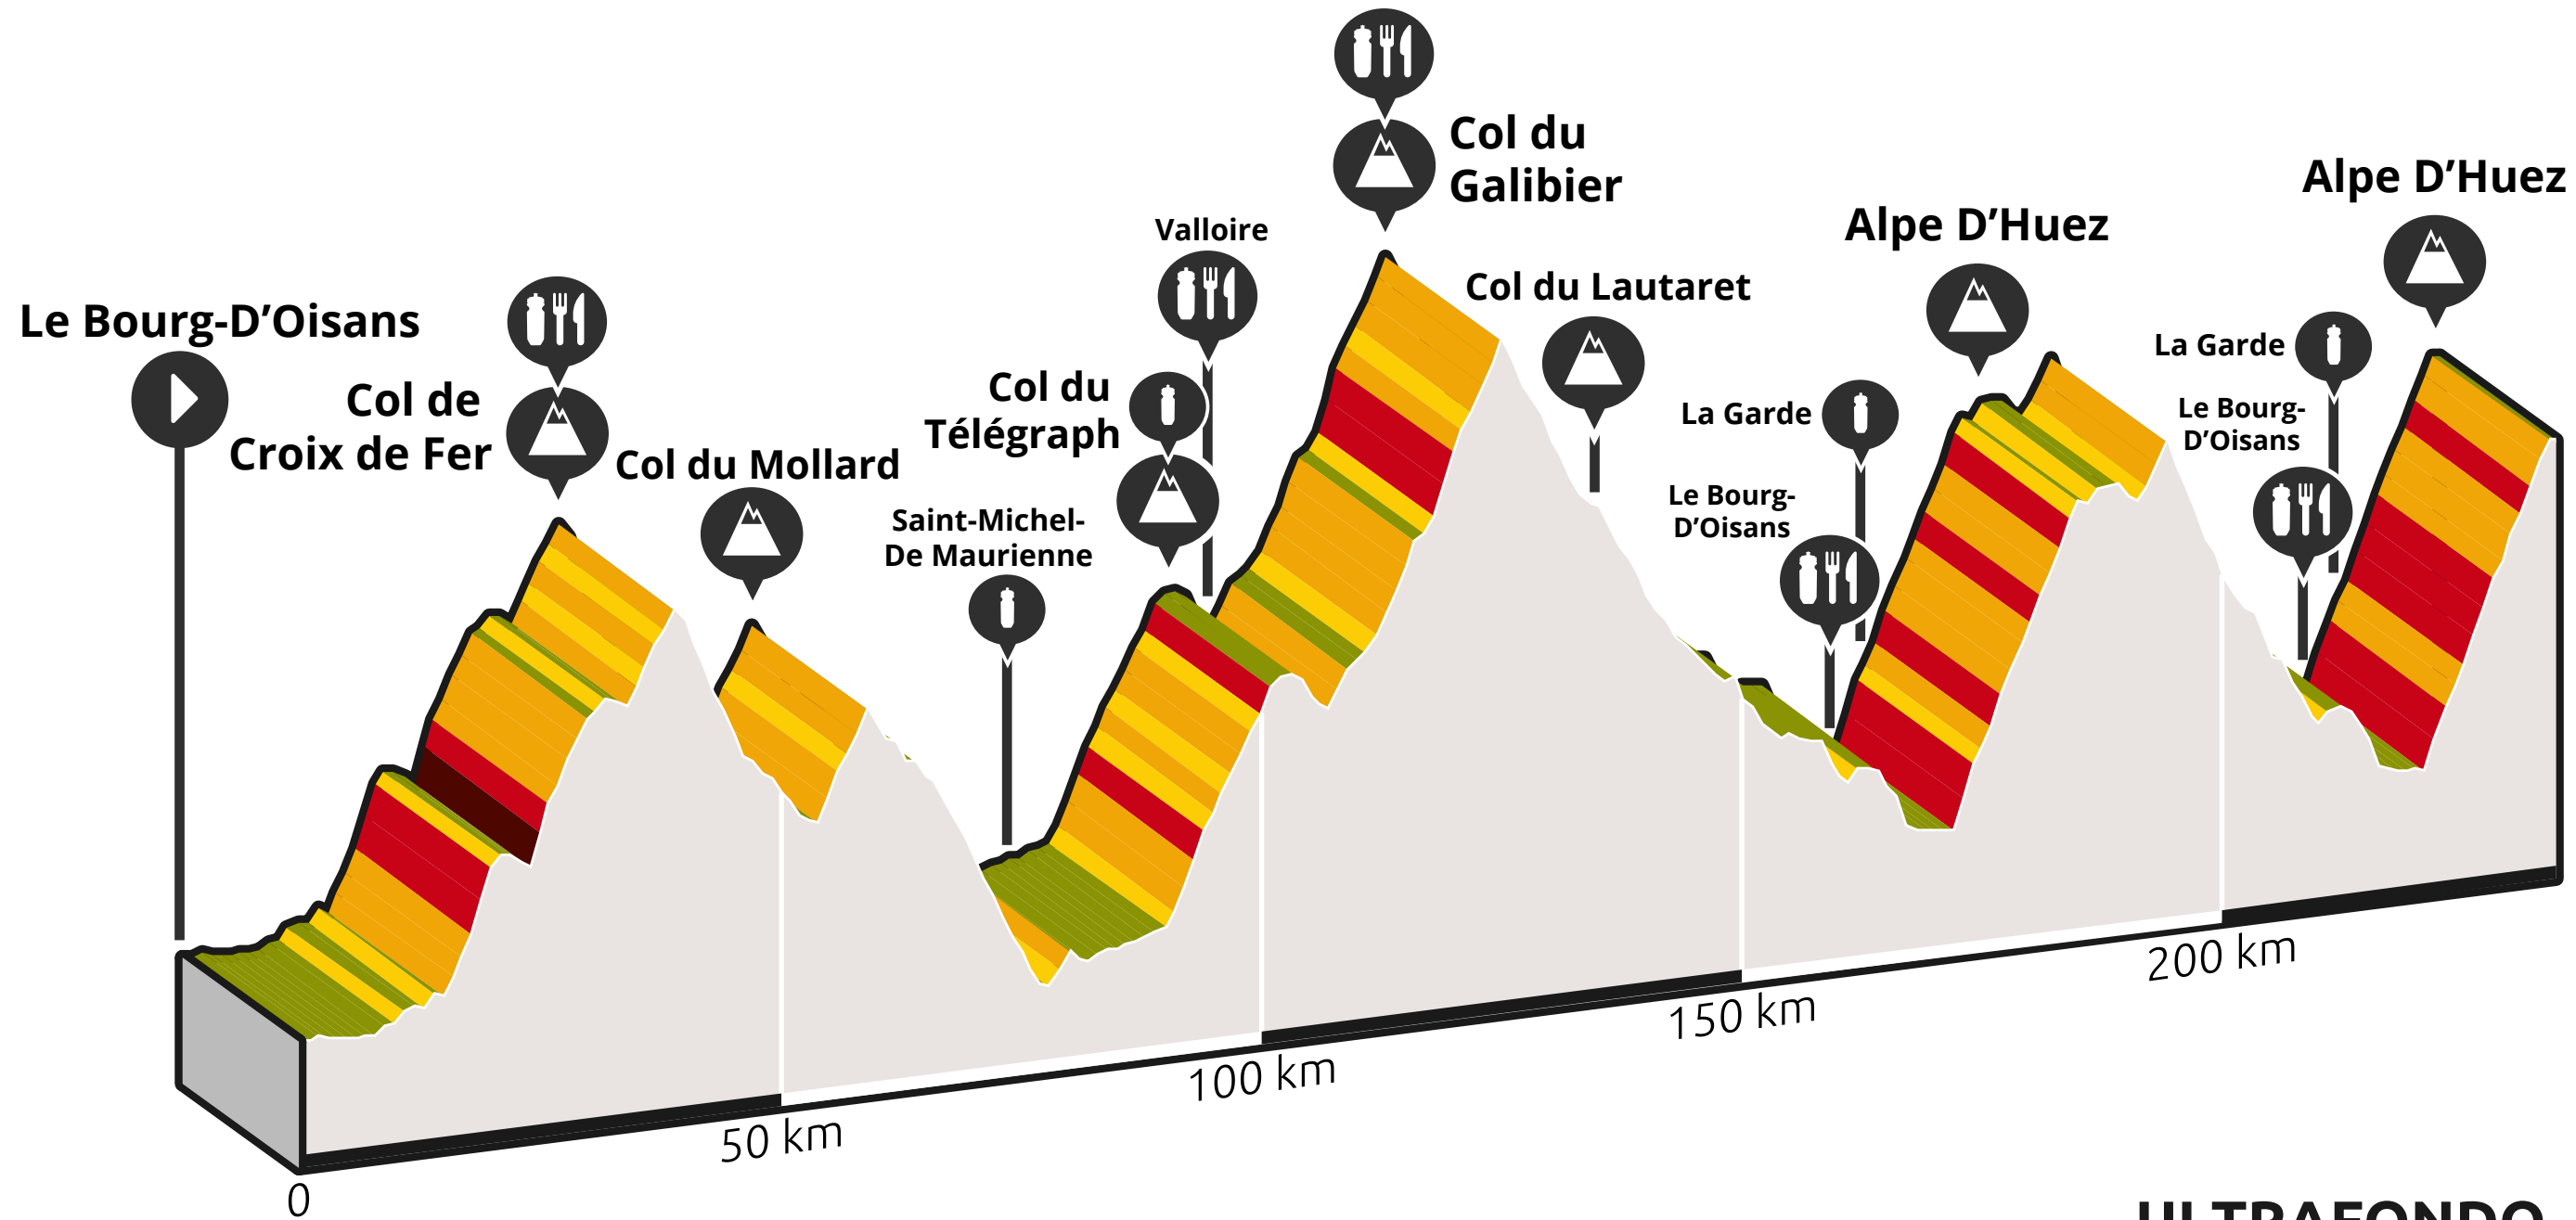 Le Bourg-D’Oisans
Col de
Croix de Fer
Col du Mollard
Saint-Michel-
De Maurienne
Col du
Télégraph
Valloire
Col du
Galibier
Col du Lautaret
Le Bourg-
D’Oisans
La Garde
Alpe D’Huez
Le Bourg-
D’Oisans
La Garde
Alpe D’Huez
0
50 km
100 km
150 km
200 km
ULTRAFONDO